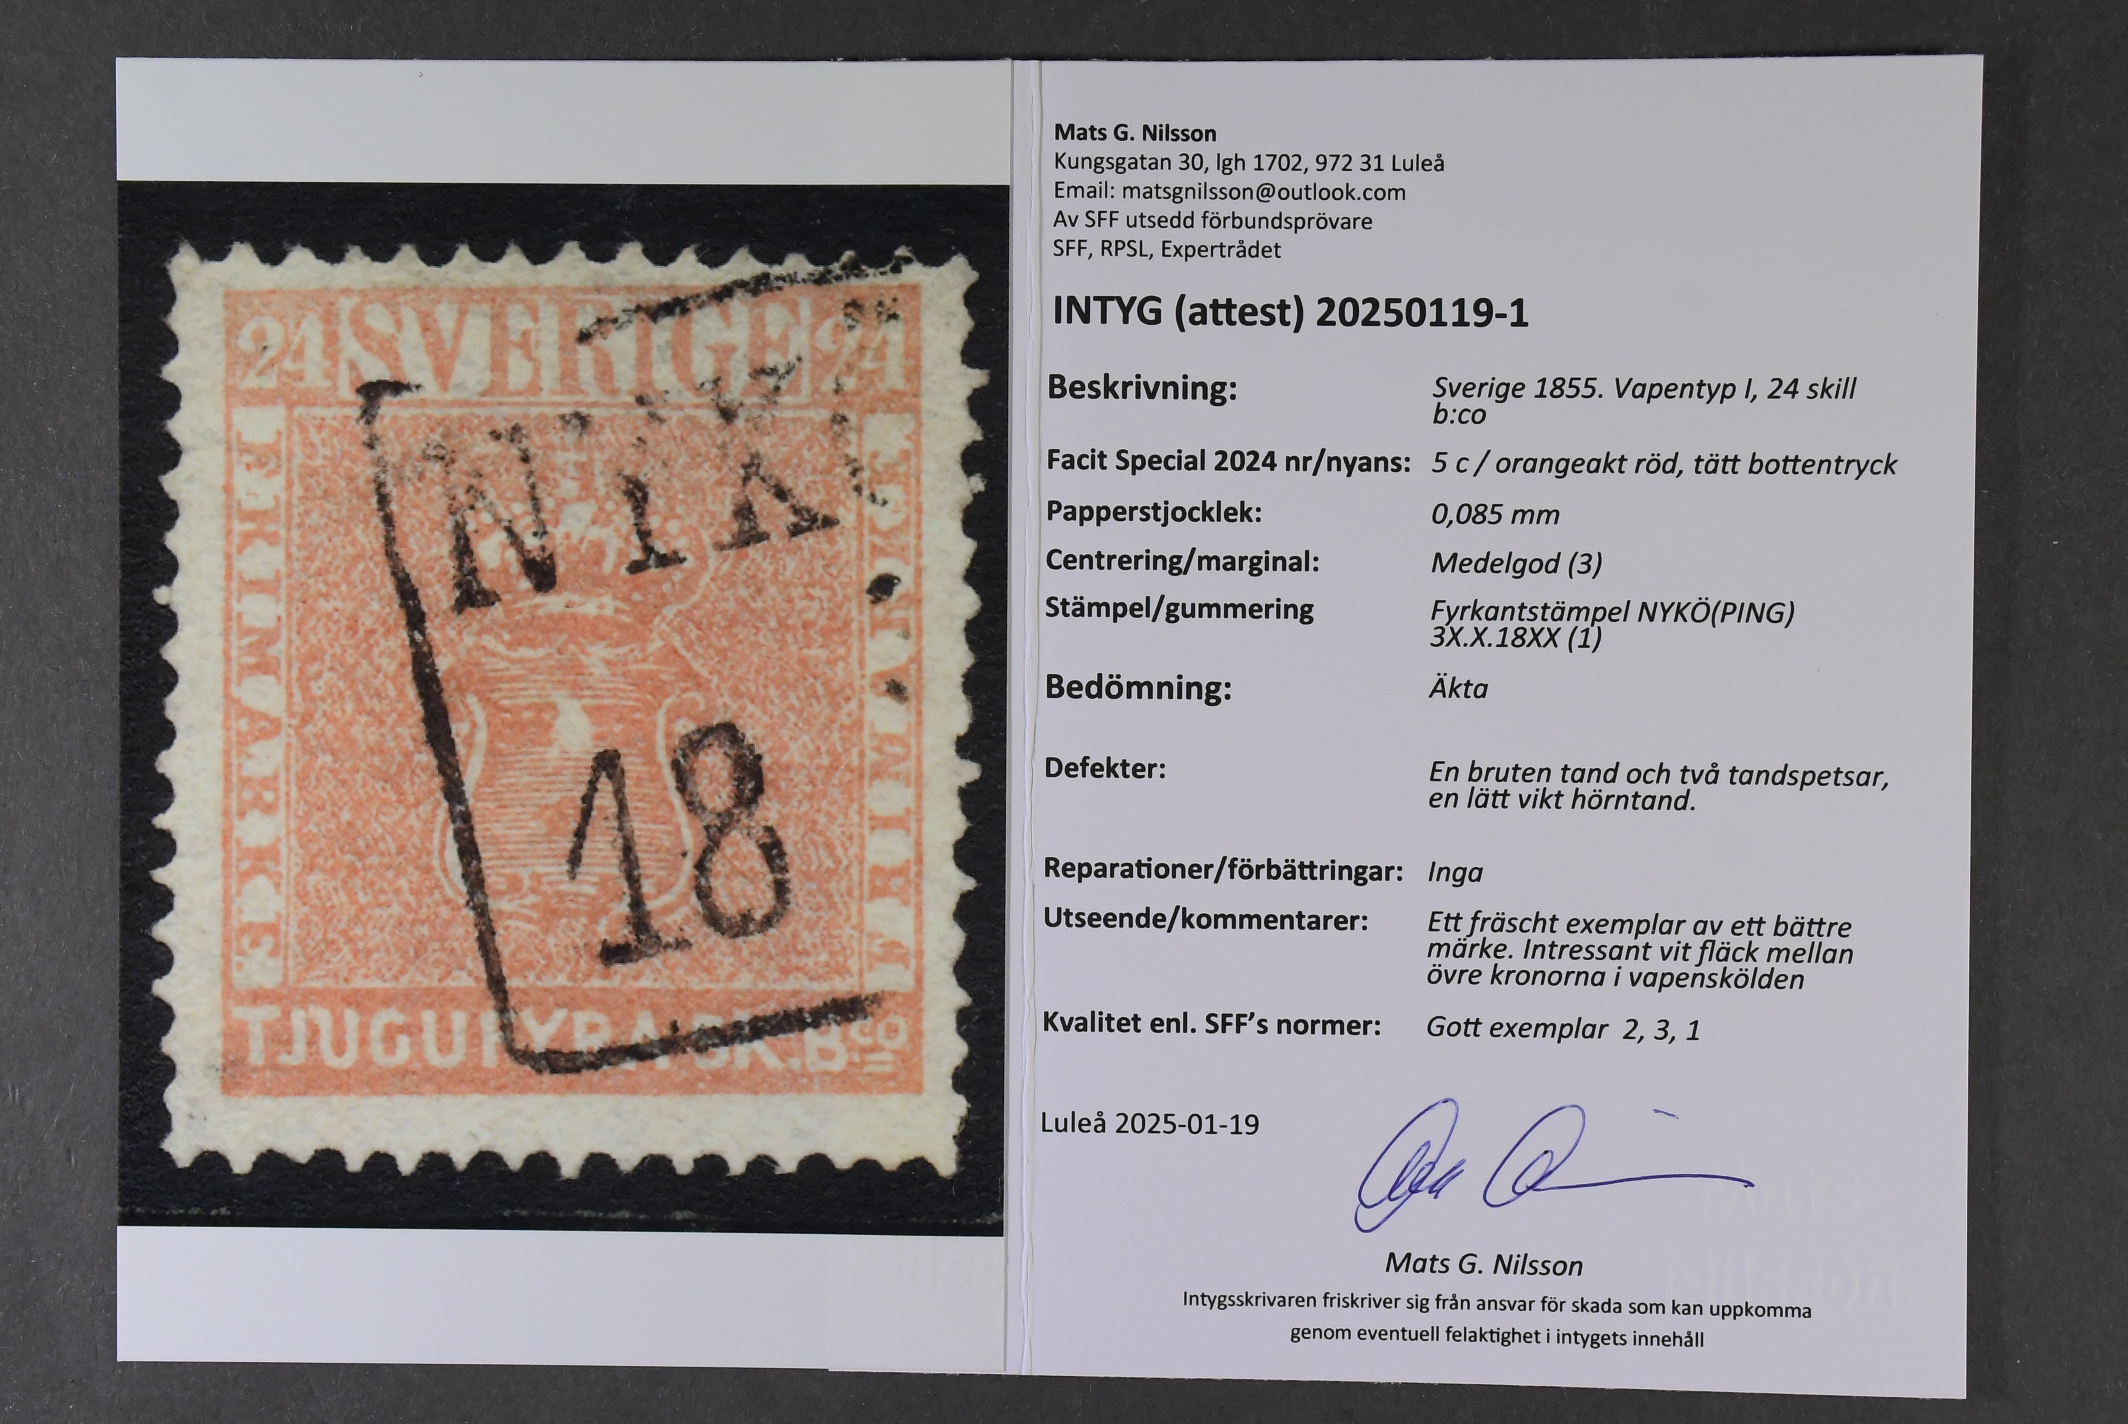 24 SVERIGE 24
FRIMÄRKE
NYK
18
TJUGUFYRA SK. Bco
Mats G. Nilsson
Kungsgatan 30, lgh 1702, 972 31 Luleå
Email: matsgnilsson@outlook.com
Av SFF utsedd förbundsprövare
SFF, RPSL, Expertrådet
INTYG (attest) 20250119-1
Beskrivning: Sverige 1855. Vapentyp I, 24 skill
b:co
Facit Special 2024 nr/nyans: 5 c / orangeakt röd, tätt bottentryck
Papperstjocklek: 0,085 mm
Centrering/marginal: Medelgod (3)
Stämpel/gummering Fyrkantstämpel NYKÖ(PING)
3X.X.18XX (1)
Bedömning: Äkta
Defekter: En bruten tand och två tandspetsar,
en lätt vikt hörntand.
Reparationer/förbättringar: Inga
Utseende/kommentarer: Ett fräscht exemplar av ett bättre
märke. Intressant vit fläck mellan
övre kronorna i vapenskölden
Kvalitet enl. SFF's normer: Gott exemplar 2, 3, 1
Luleå 2025-01-19
Mats
Nilsson
Mats G. Nilsson
Intygsskrivaren friskriver sig från ansvar för skada som kan uppkomma
genom eventuell felaktighet i intygets innehåll